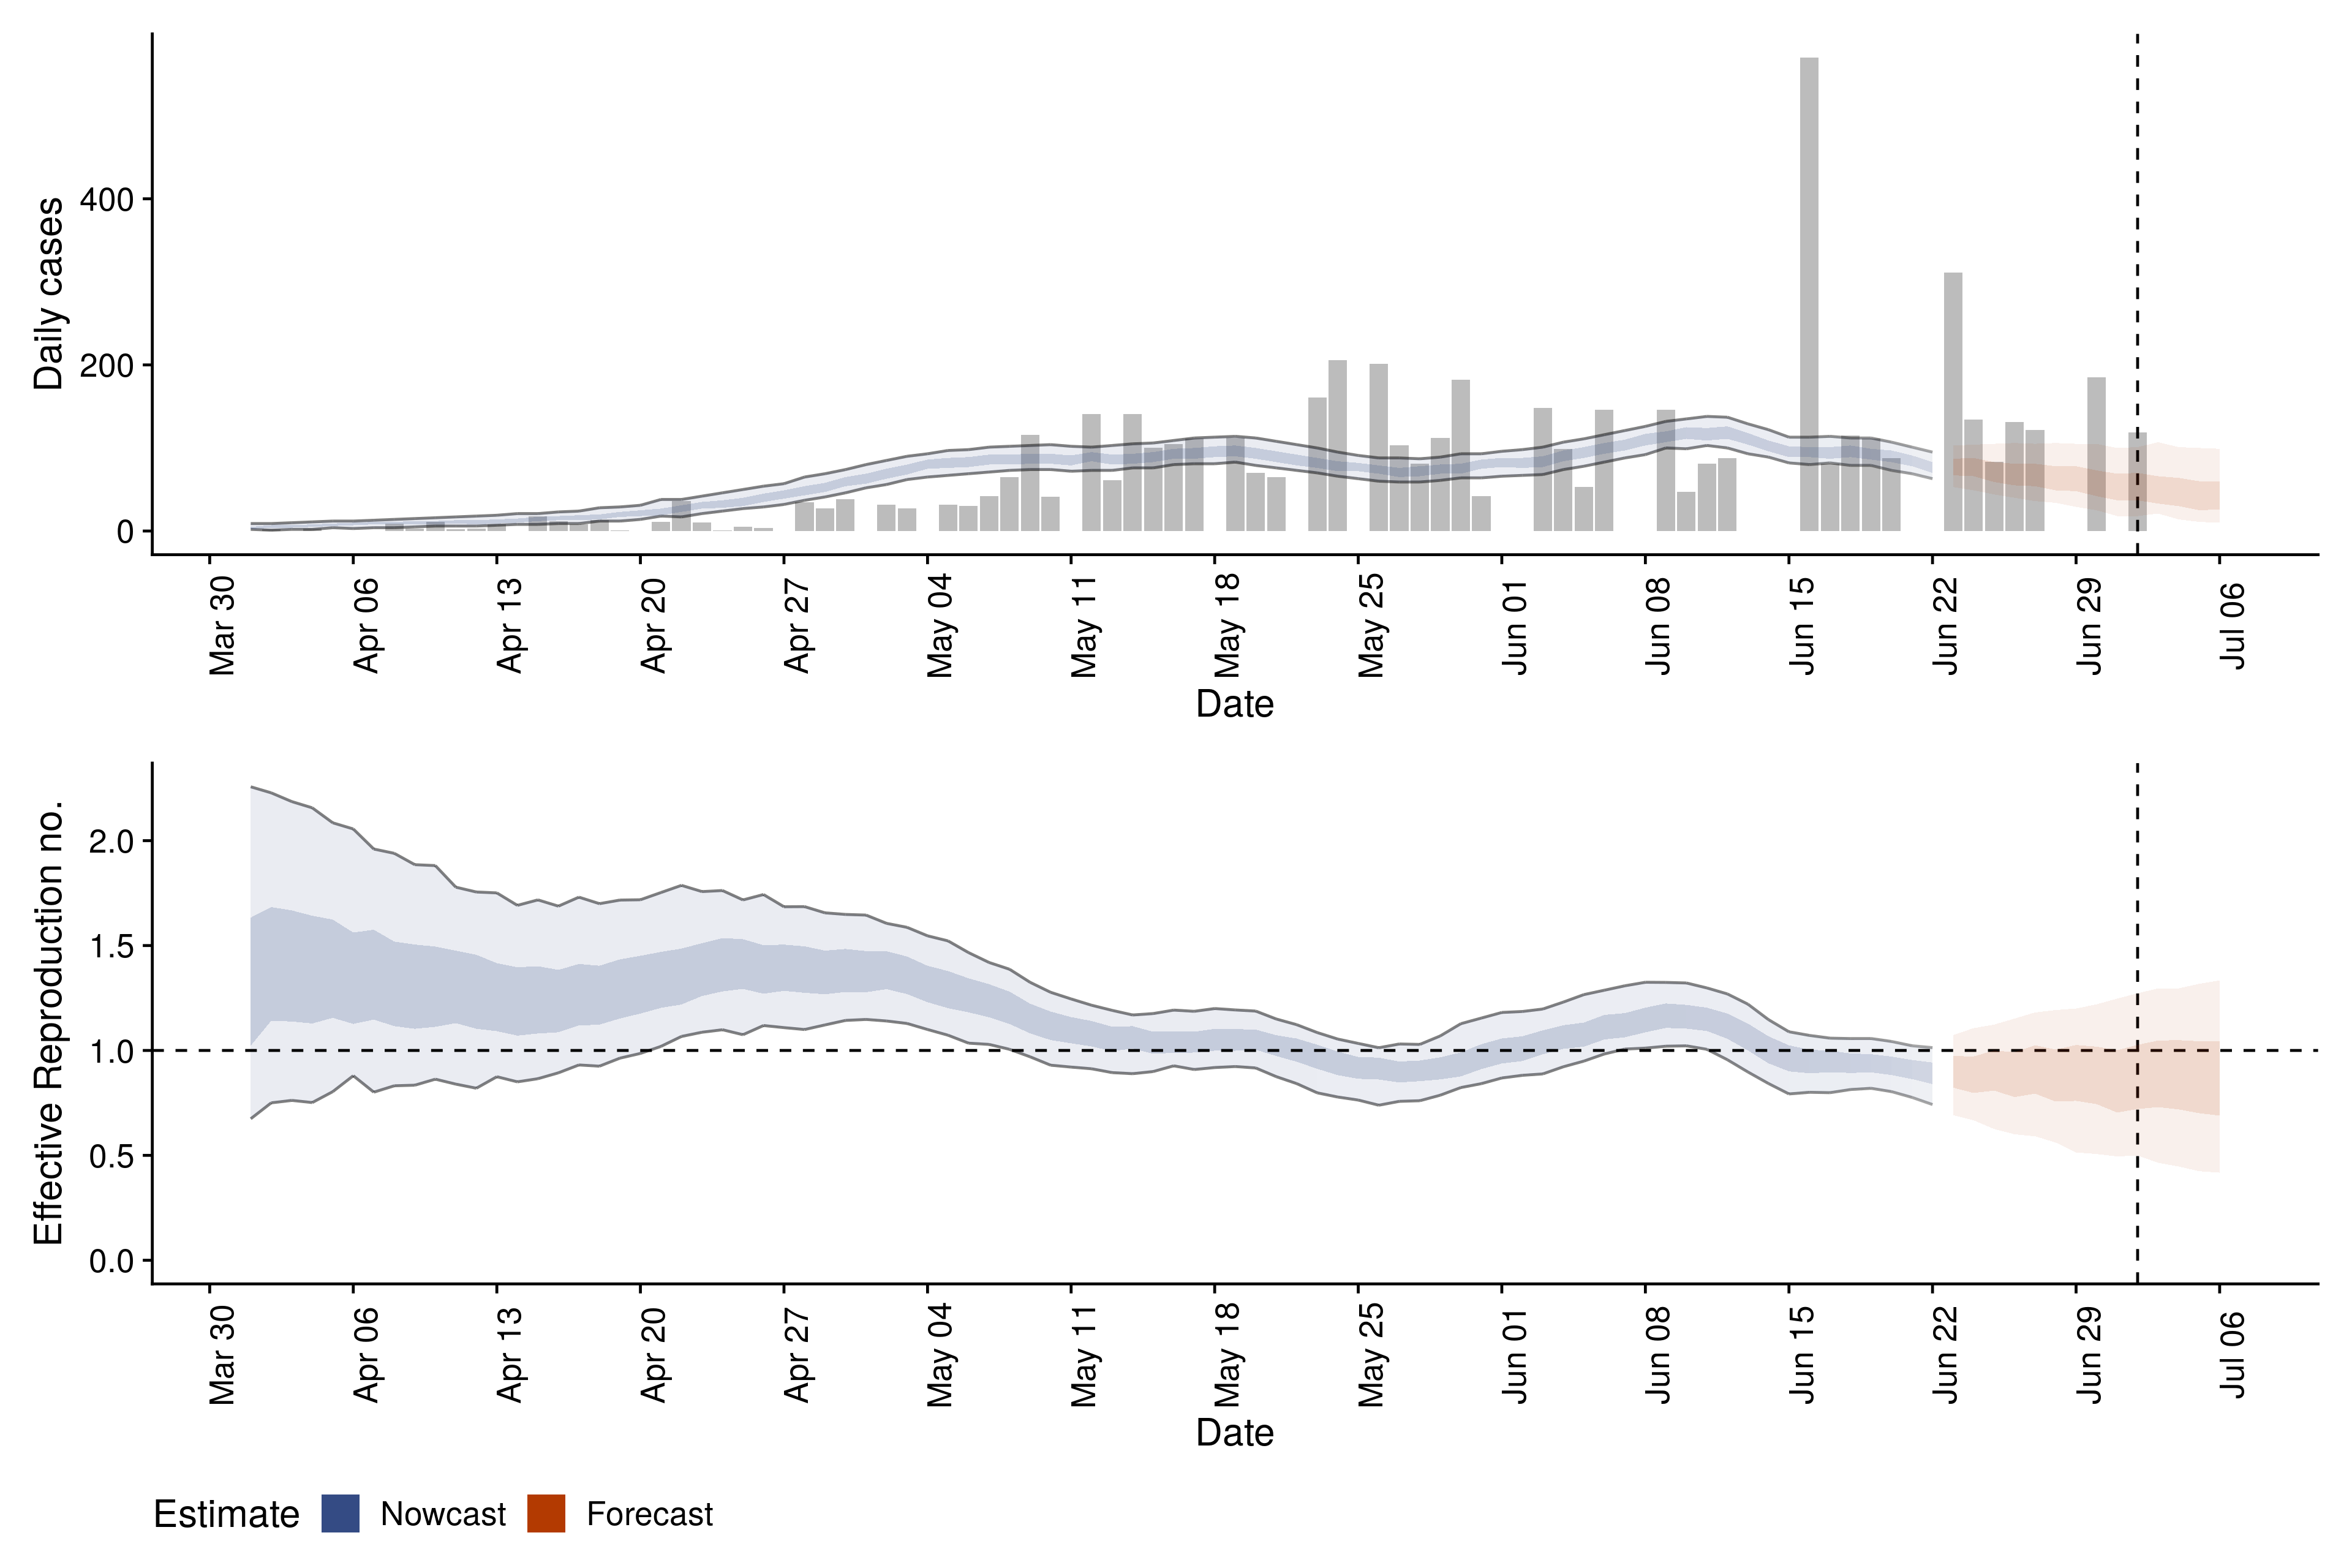 Daily cases
400
200
0
Mar 30
Apr 06
Apr 13
Apr 20
Apr 27
May 04
May 11
May 18
May 25
Jun 01
Jun 08
Jun 15
Jun 22
Jun 29
Jul 06
Date
Effective Reproduction no.
2.0
1.5
1.0
0.5
0.0
Mar 30
Apr 06
Apr 13
Apr 20
Apr 27
May 04
May 11
May 18
May 25
Jun 01
Jun 08
Jun 15
Jun 22
Jun 29
Jul 06
Date
Estimate Nowcast Forecast